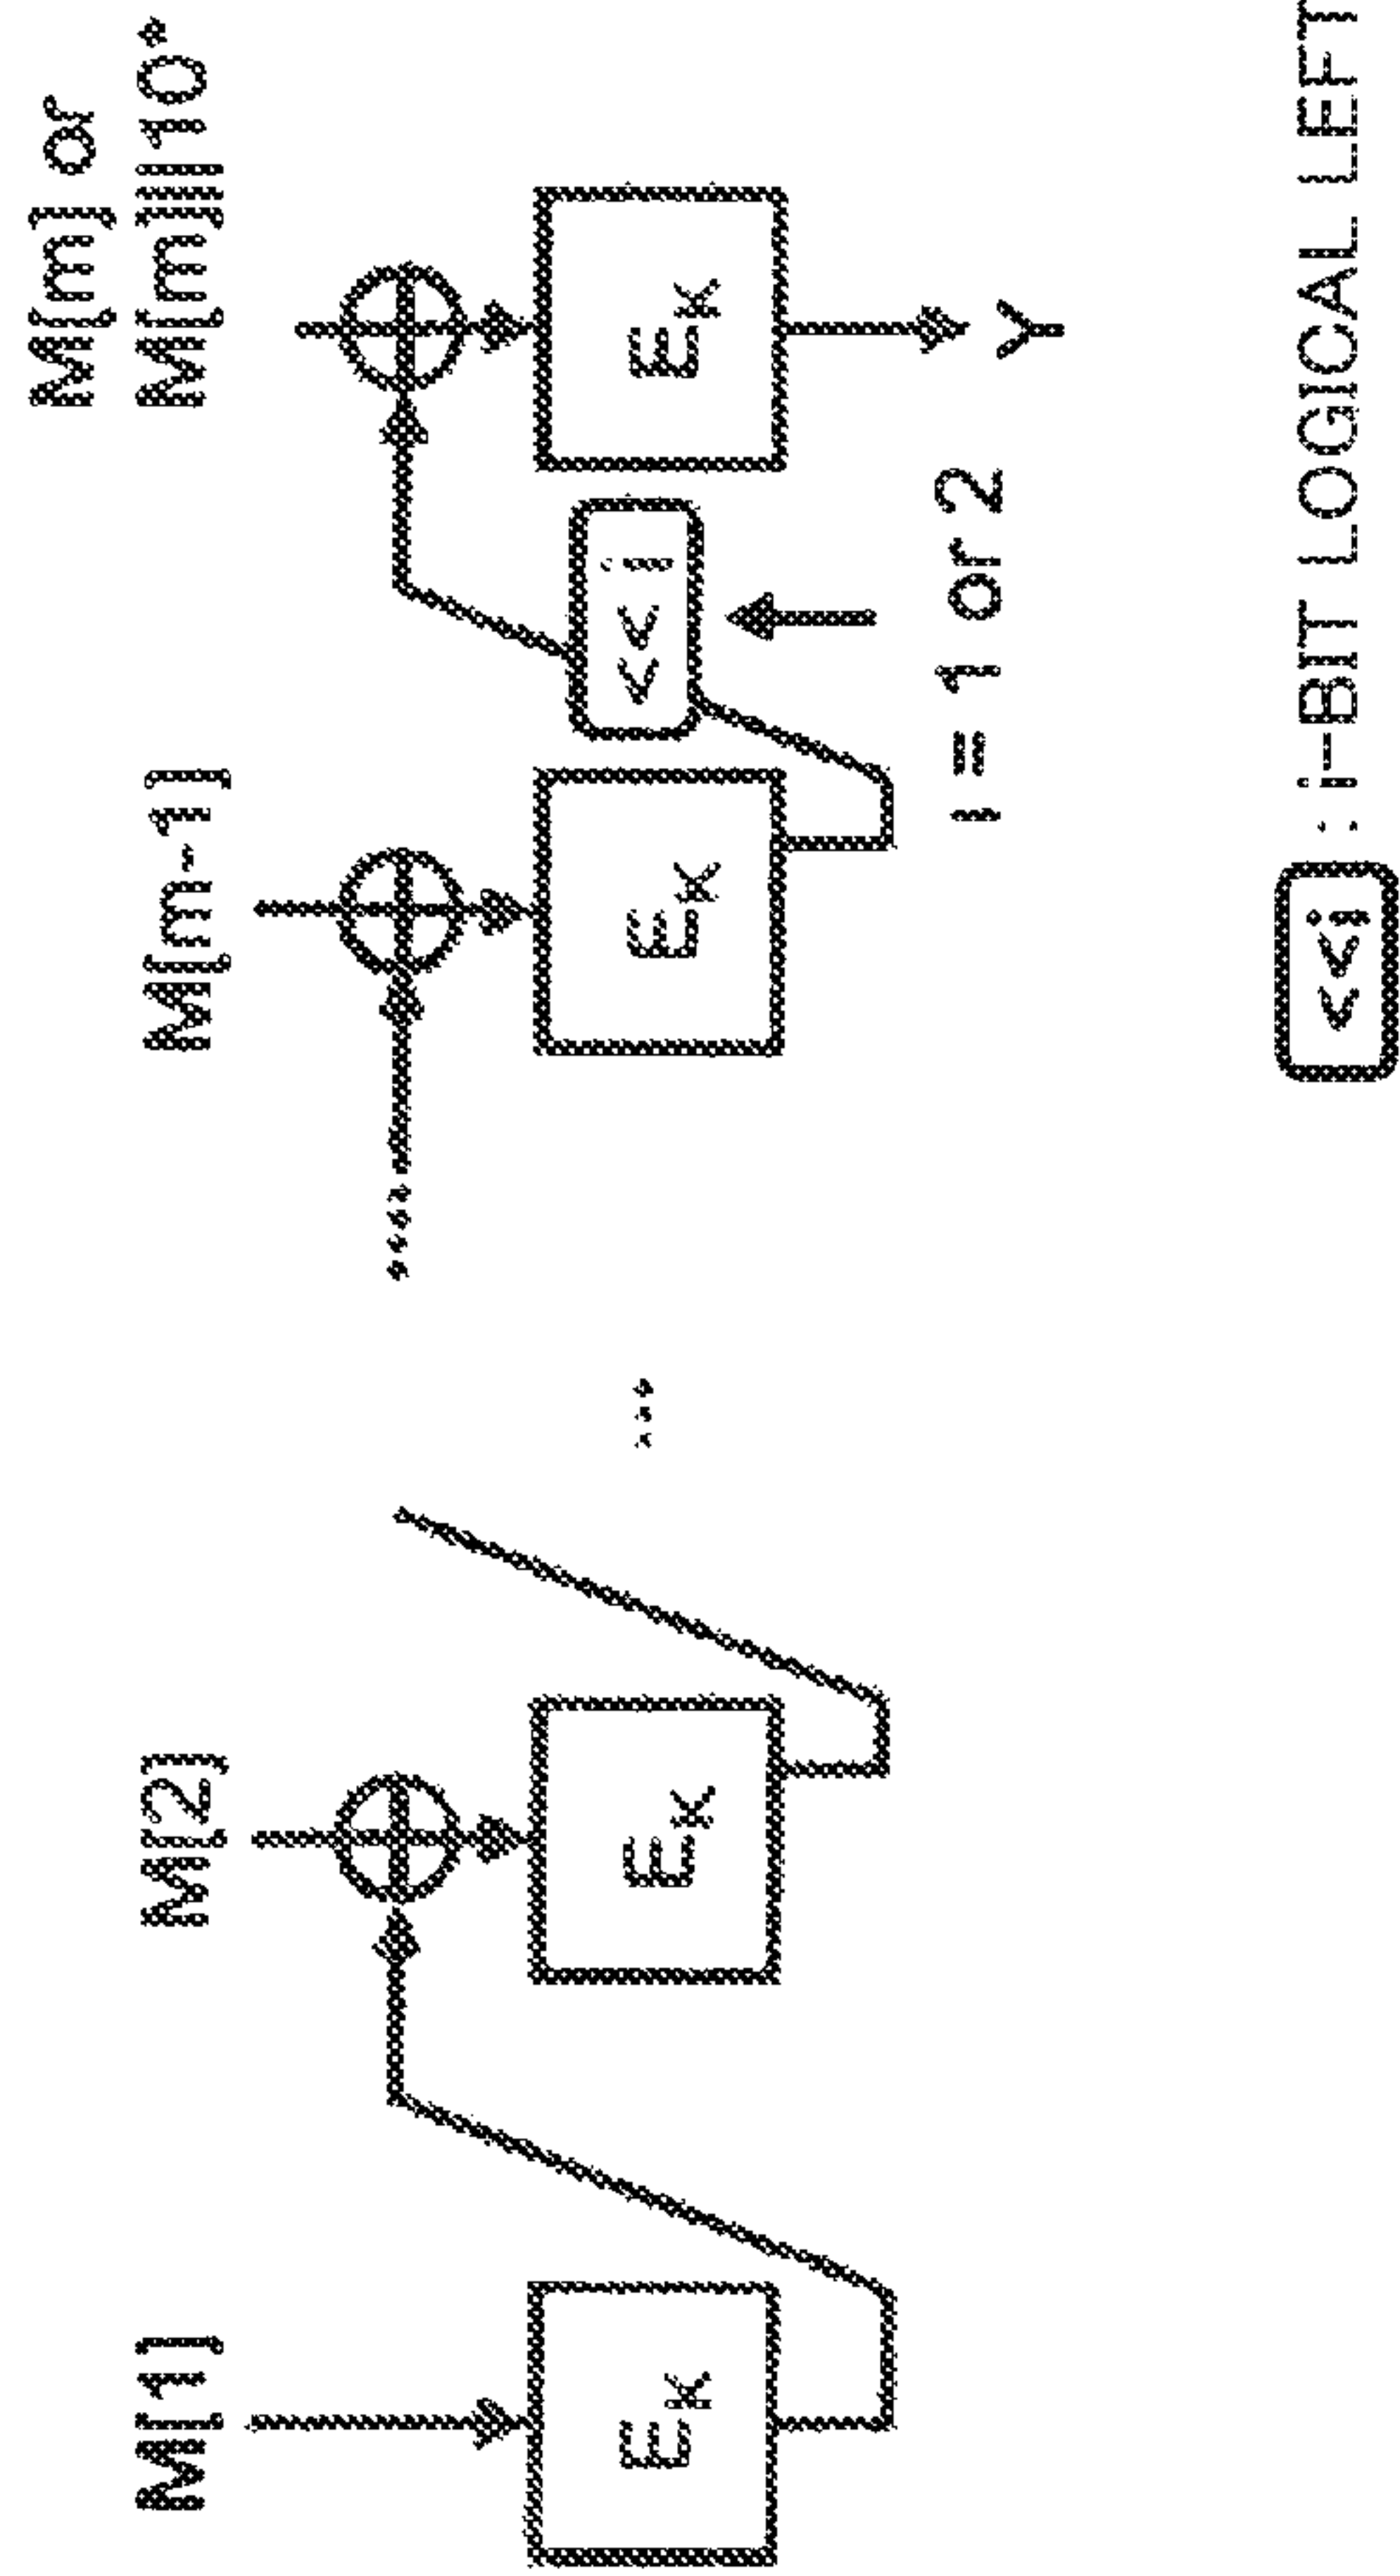 M[1]
M[2]
M[m-1]
M[m] or
M[m]||10*
EK
EK
EK
<< i
EK
i = 1 or 2
Y
<<i : i-BIT LOGICAL LEFT